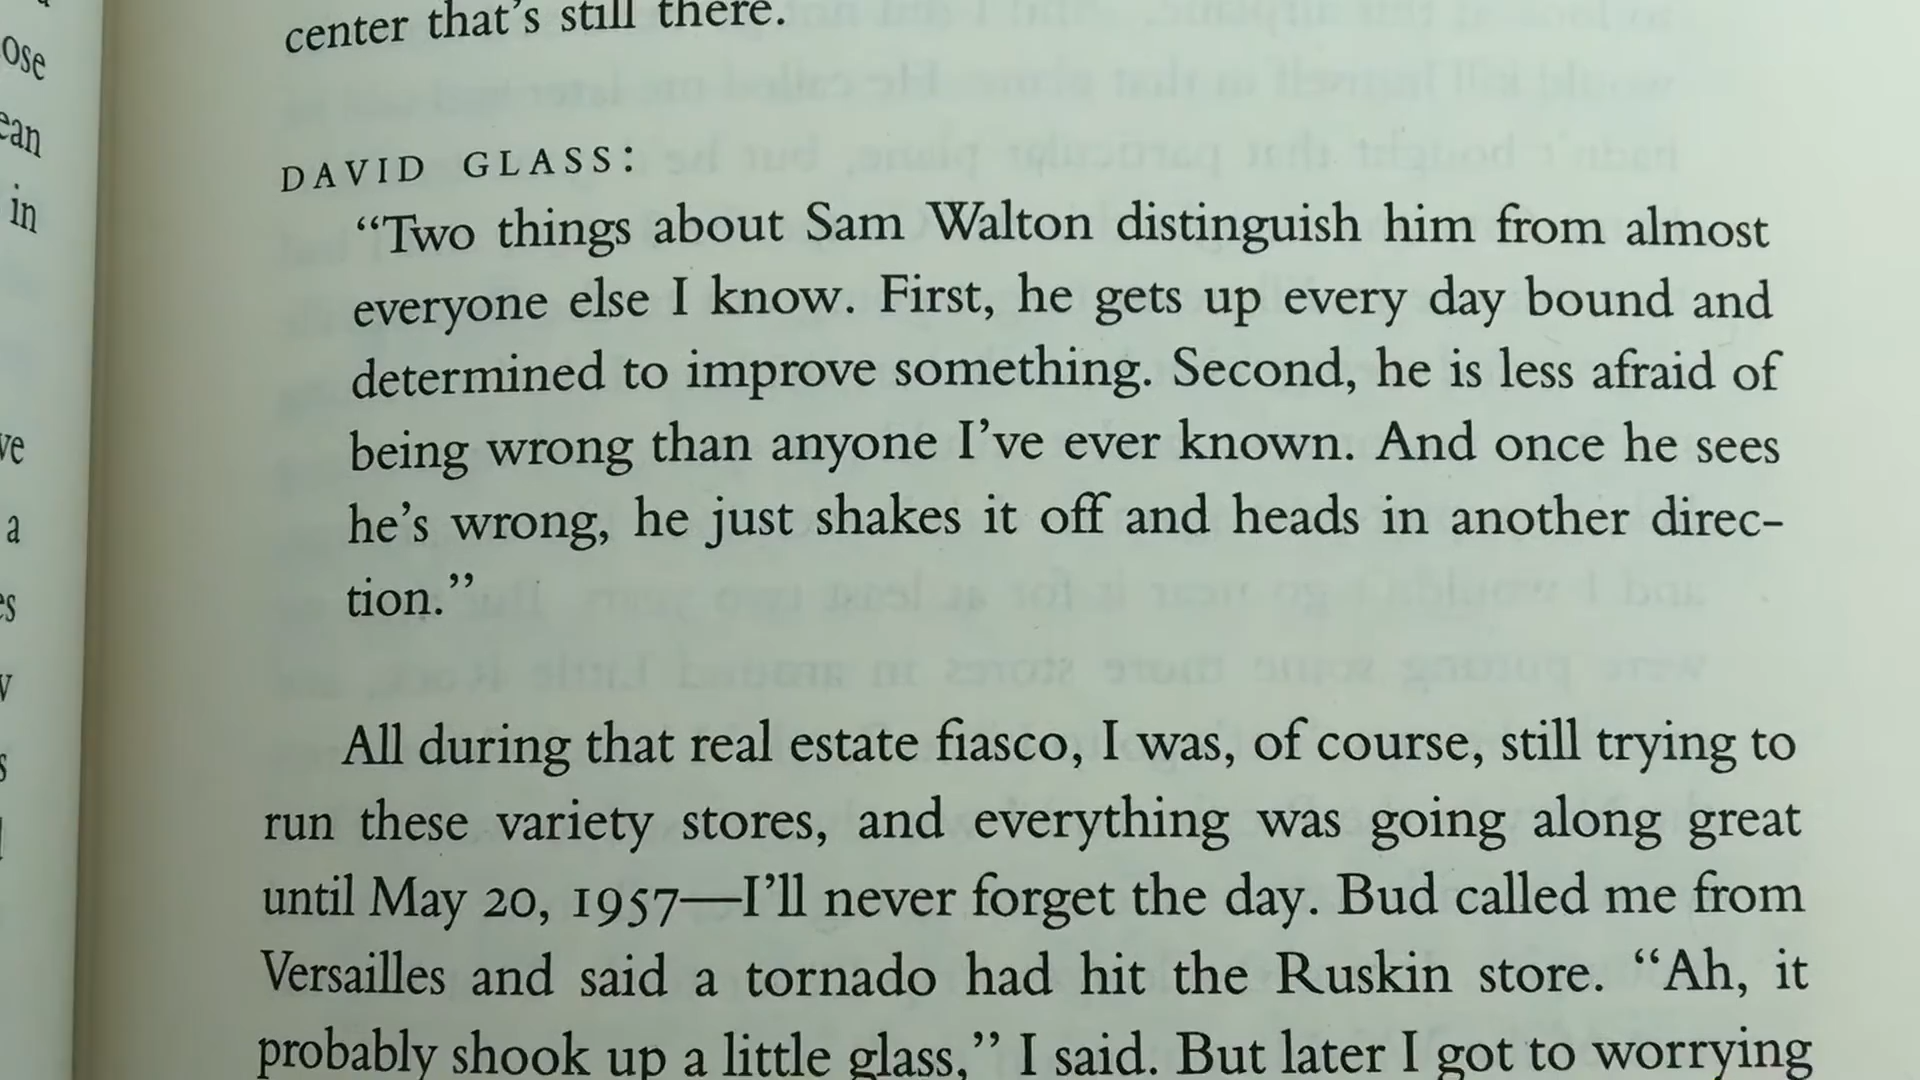 center that's still there.
DAVID GLASS:
“Two things about Sam Walton distinguish him from almost
everyone else I know. First, he gets up every day bound and
determined to improve something. Second, he is less afraid of
being wrong than anyone I’ve ever known. And once he sees
he’s wrong, he just shakes it off and heads in another direc-
tion.”
All during that real estate fiasco, I was, of course, still trying to
run these variety stores, and everything was going along great
until May 20, 1957—I’ll never forget the day. Bud called me from
Versailles and said a tornado had hit the Ruskin store. “Ah, it
probably shook up a little glass,” I said. But later I got to worrying